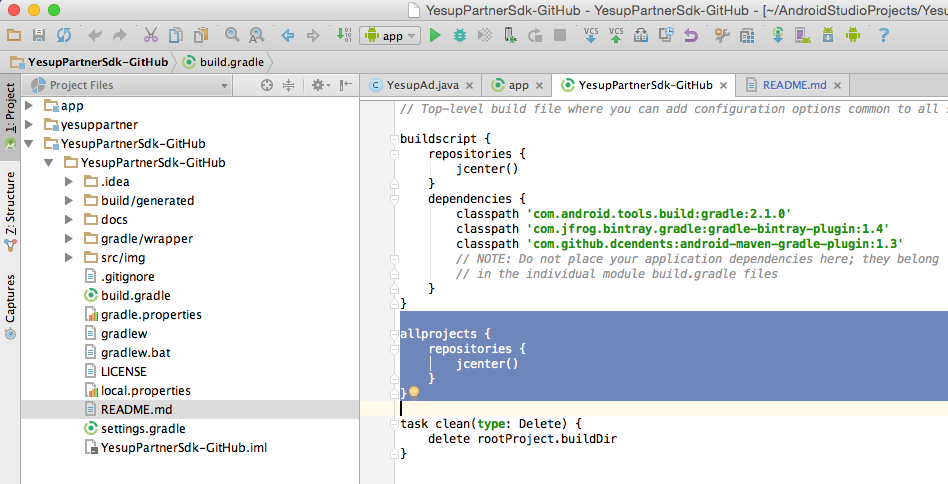 YesupPartnerSdk-GitHub - YesupPartnerSdk-GitHub - [~/AndroidStudioProjects/Yesu
app
VCS
VCS
?
YesupPartnerSdk-GitHub
build.gradle
1: Project
Z: Structure
Captures
Project Files
app
yesuppartner
YesupPartnerSdk-GitHub
YesupPartnerSdk-GitHub
.idea
build/generated
docs
gradle/wrapper
src/img
.gitignore
build.gradle
gradle.properties
gradlew
gradlew.bat
LICENSE
local.properties
README.md
settings.gradle
YesupPartnerSdk-GitHub.iml
YesupAd.java
app
YesupPartnerSdk-GitHub
README.md
// Top-level build file where you can add configuration options common to all
buildscript {
repositories {
jcenter()
}
dependencies {
classpath 'com.android.tools.build:gradle:2.1.0'
classpath 'com.jfrog.bintray.gradle:gradle-bintray-plugin:1.4'
classpath 'com.github.dcendents:android-maven-gradle-plugin:1.3'
// NOTE: Do not place your application dependencies here; they belong
// in the individual module build.gradle files
}
}
allprojects {
repositories {
jcenter()
}
}
task clean(type: Delete) {
delete rootProject.buildDir
}